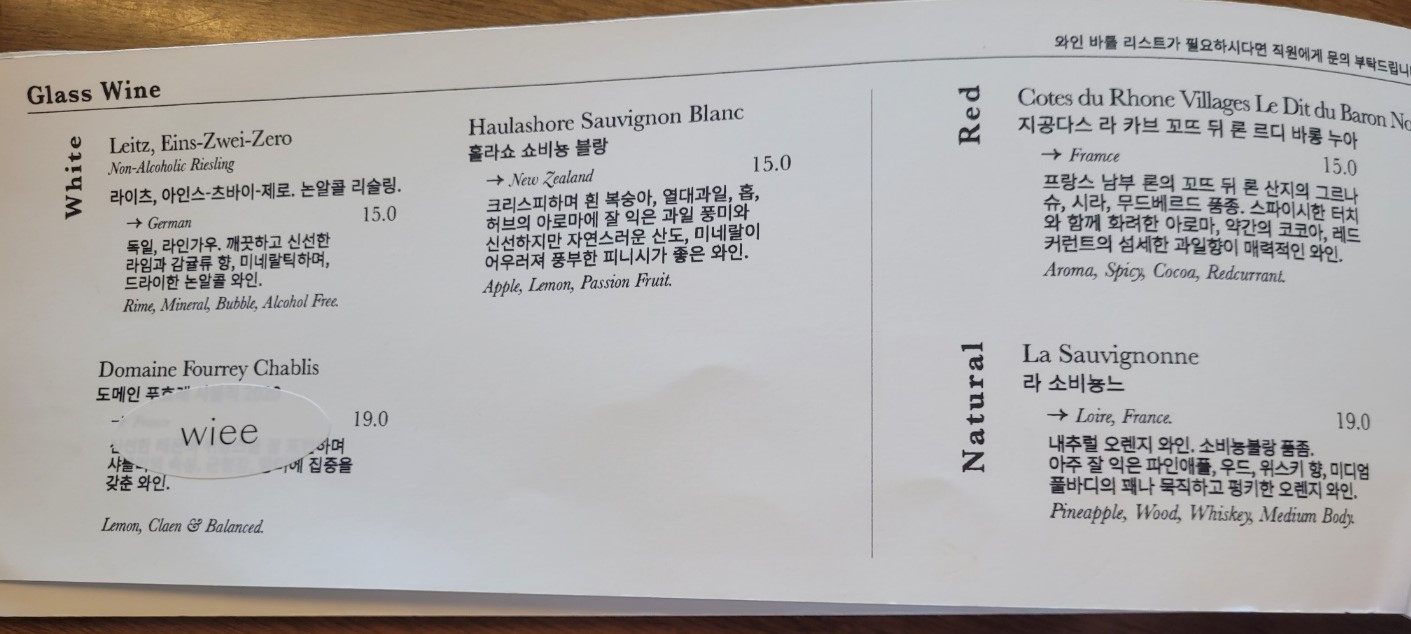 와인 바틀 리스트가 필요하시다면 직원에게 문의 부탁드립니
Glass Wine
White
Leitz, Eins-Zwei-Zero
Non-Alcoholic Riesling
라이츠, 아인스-츠바이-제로. 논알콜 리슬링.
→ German
15.0
독일, 라인가우. 깨끗하고 신선한
라임과 감귤류 향, 미네랄틱하며,
드라이한 논알콜 와인.
Rime, Mineral, Bubble, Alcohol Free.
Domaine Fourrey Chablis
도메인
19.0
wiee
집중을
갖춘 와인.
Lemon, Claen & Balanced.
Haulashore Sauvignon Blanc
홀라쇼 쇼비뇽 블랑
→ New Zealand
15.0
크리스피하며 흰 복숭아, 열대과일, 홉,
허브의 아로마에 잘 익은 과일 풍미와
신선하지만 자연스러운 산도, 미네랄이
어우러져 풍부한 피니시가 좋은 와인.
Apple, Lemon, Passion Fruit.
Red
Cotes du Rhone Villages Le Dit du Baron No
지공다스 라 카브 꼬뜨 뒤 론 르디 바롱 누아
→ Framce
15.0
프랑스 남부 론의 꼬뜨 뒤 론 산지의 그르나
슈, 시라, 무드베르드 품종. 스파이시한 터치
와 함께 화려한 아로마, 약간의 코코아, 레드
커런트의 섬세한 과일향이 매력적인 와인.
Aroma, Spicy, Cocoa, Redcurrant.
Natural
La Sauvignonne
라 소비뇽느
→ Loire, France.
19.0
내추럴 오렌지 와인. 소비뇽블랑 품좀.
아주 잘 익은 파인애플, 우드, 위스키 향, 미디엄
풀바디의 꽤나 묵직하고 펑키한 오렌지 와인.
Pineapple, Wood, Whiskey, Medium Body.